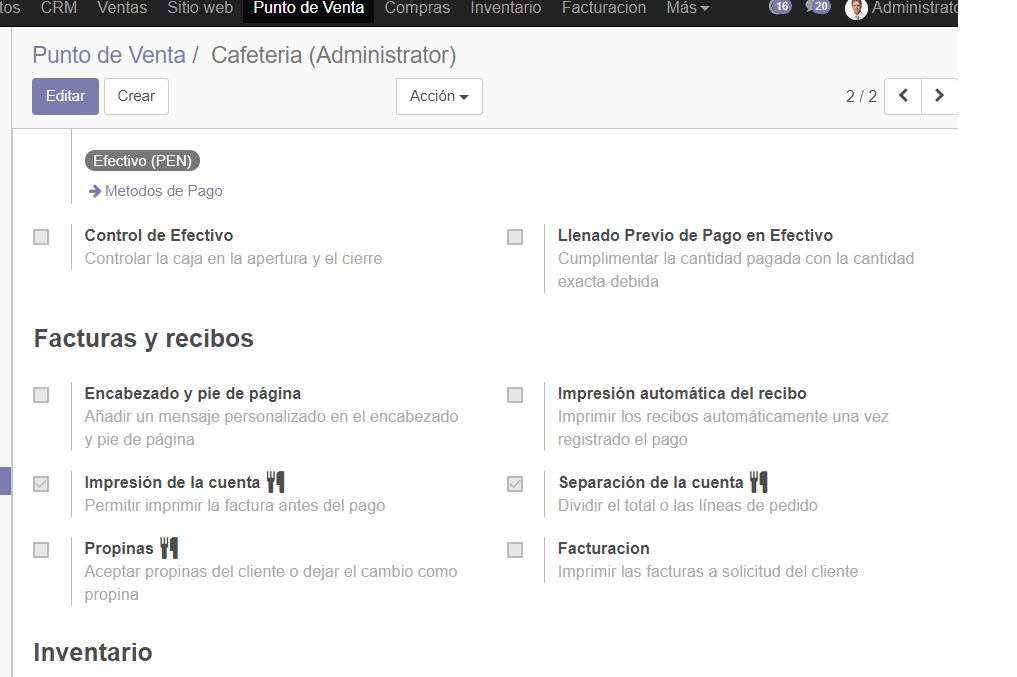 tos CRM Ventas Sitio web Punto de Venta Compras Inventario Facturacion Más 16 20 Administrato
Punto de Venta / Cafeteria (Administrator)
Editar Crear Acción 2 / 2
Efectivo (PEN)
Metodos de Pago
Control de Efectivo
Controlar la caja en la apertura y el cierre
Llenado Previo de Pago en Efectivo
Cumplimentar la cantidad pagada con la cantidad
exacta debida
Facturas y recibos
Encabezado y pie de página
Añadir un mensaje personalizado en el encabezado
y pie de página
Impresión automática del recibo
Imprimir los recibos automáticamente una vez
registrado el pago
Impresión de la cuenta
Permitir imprimir la factura antes del pago
Separación de la cuenta
Dividir el total o las líneas de pedido
Propinas
Aceptar propinas del cliente o dejar el cambio como
propina
Facturacion
Imprimir las facturas a solicitud del cliente
Inventario